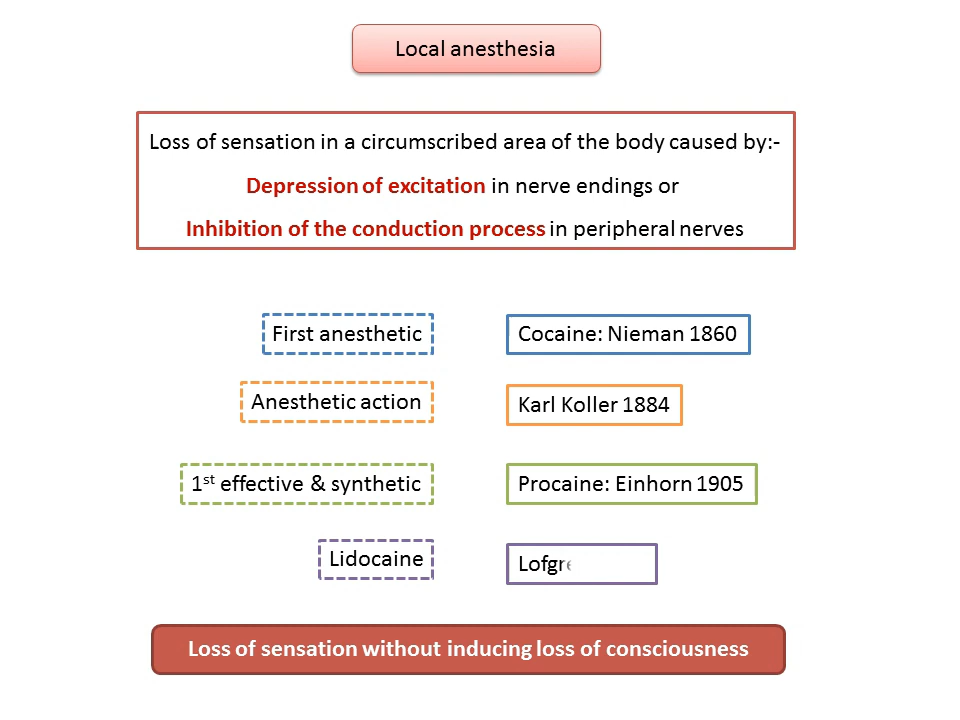 Local anesthesia
Loss of sensation in a circumscribed area of the body caused by:-
Depression of excitation in nerve endings or
Inhibition of the conduction process in peripheral nerves
First anesthetic
Cocaine: Nieman 1860
Anesthetic action
Karl Koller 1884
1st effective & synthetic
Procaine: Einhorn 1905
Lidocaine
Loss of sensation without inducing loss of consciousness